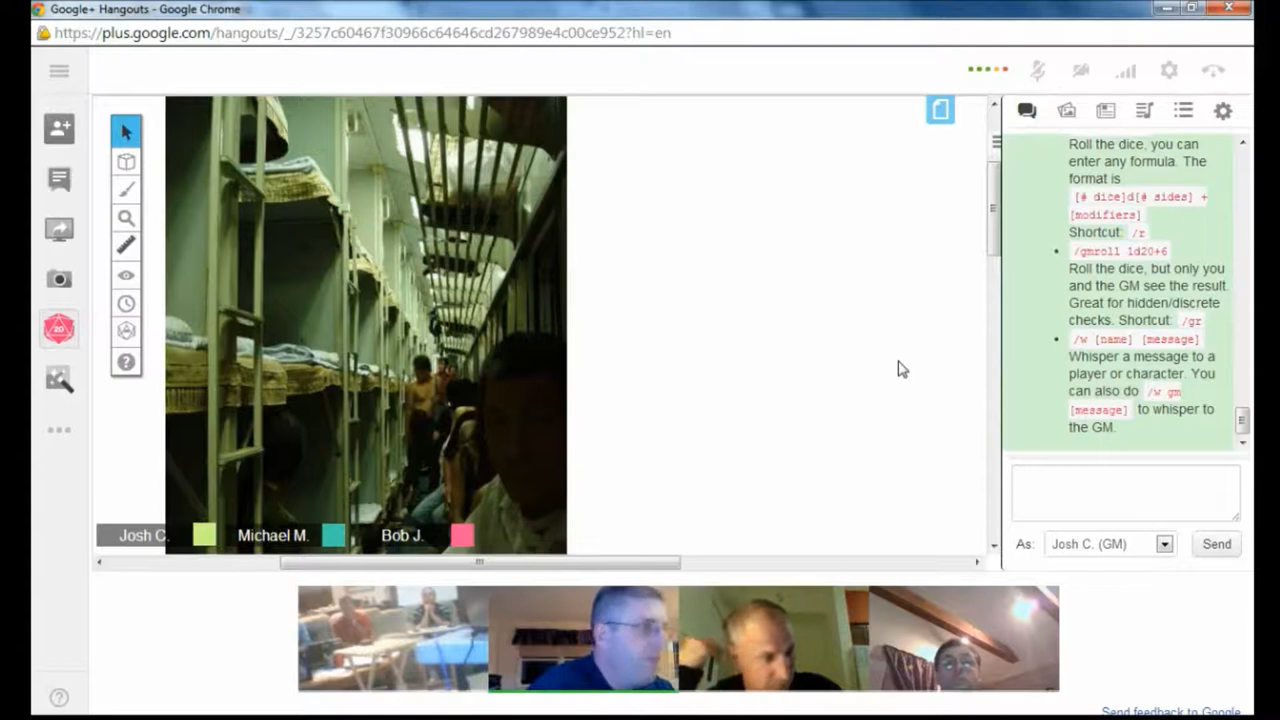 Google+ Hangouts - Google Chrome
https://plus.google.com/hangouts/_/3257c60467f30966c64646cd267989e4c00ce952?hl=en
Roll the dice, you can
enter any formula. The
format is
[# dice]d[# sides] +
[modifiers]
Shortcut: /r
/gmroll 1d20+6
Roll the dice, but only you
and the GM see the result.
Great for hidden/discrete
checks. Shortcut: /gr
/w [name] [message]
Whisper a message to a
player or character. You
can also do /w gm
[message] to whisper to
the GM.
20
Josh C.
Michael M.
Bob J.
As: Josh C. (GM)
Send
Send feedback to Google